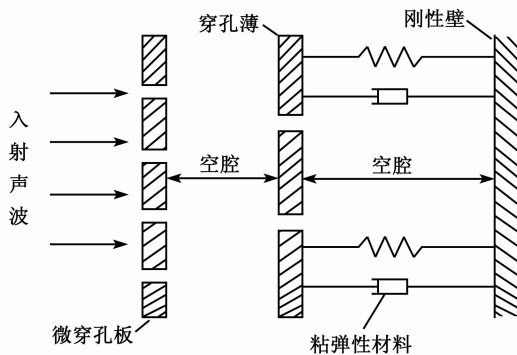 穿孔薄
刚性壁
入射声波
空腔
空腔
微穿孔板
粘弹性材料